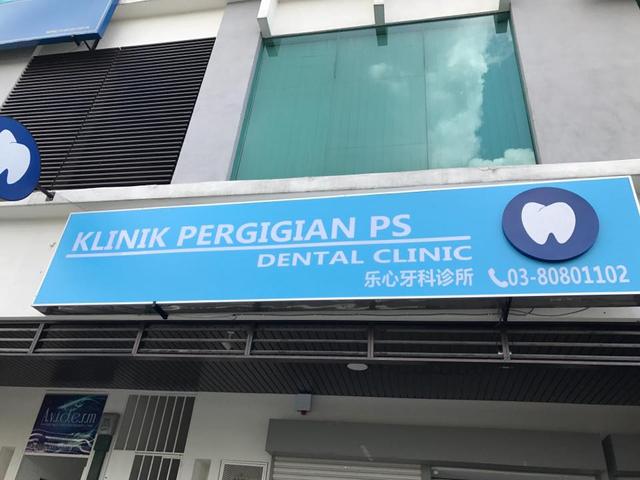 KLINIK PERGIGIAN PS
DENTAL CLINIC
乐心牙科诊所 03-80801102